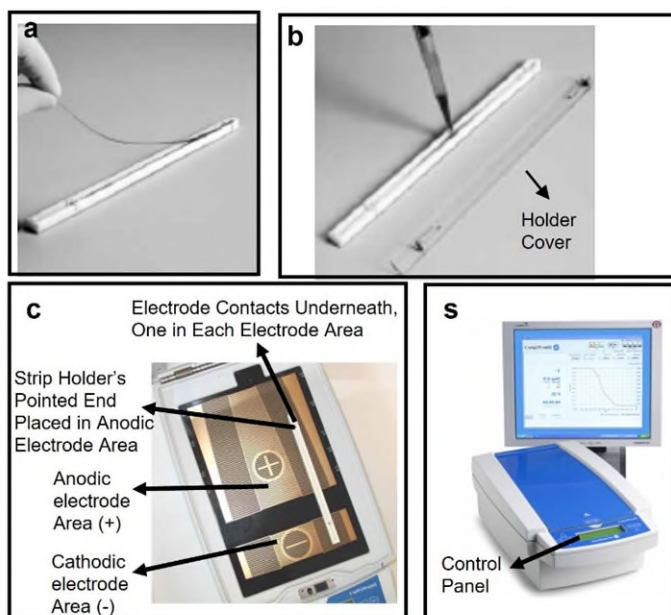 a
b
Holder
Cover
c
Electrode Contacts Underneath,
One in Each Electrode Area
Strip Holder's
Pointed End
Placed in Anodic
Electrode Area
Anodic
electrode
Area (+)
Cathodic
electrode
Area (-)
s
Control
Panel